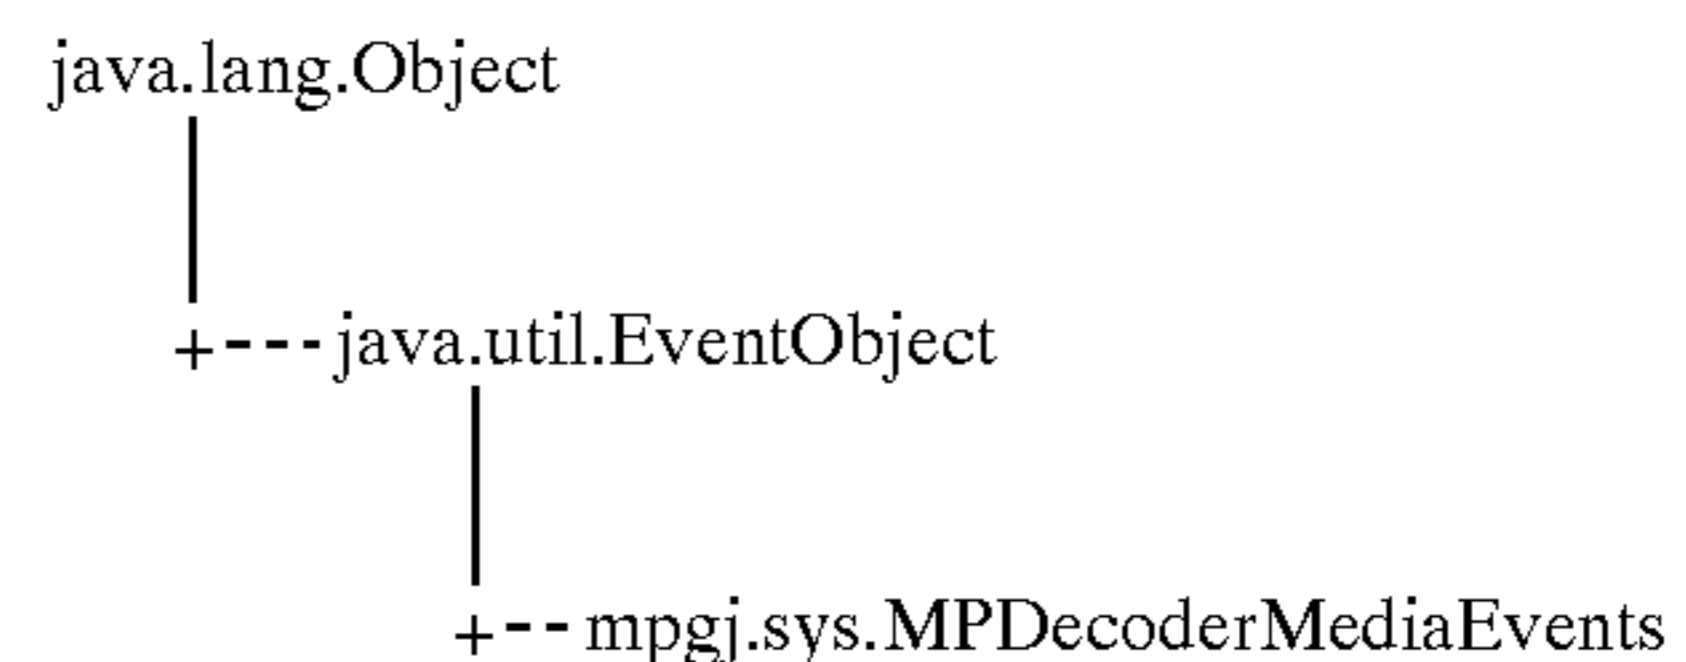 java.lang.Object
+---java.util.EventObject
+--mpgj.sys.MPDecoderMediaEvents